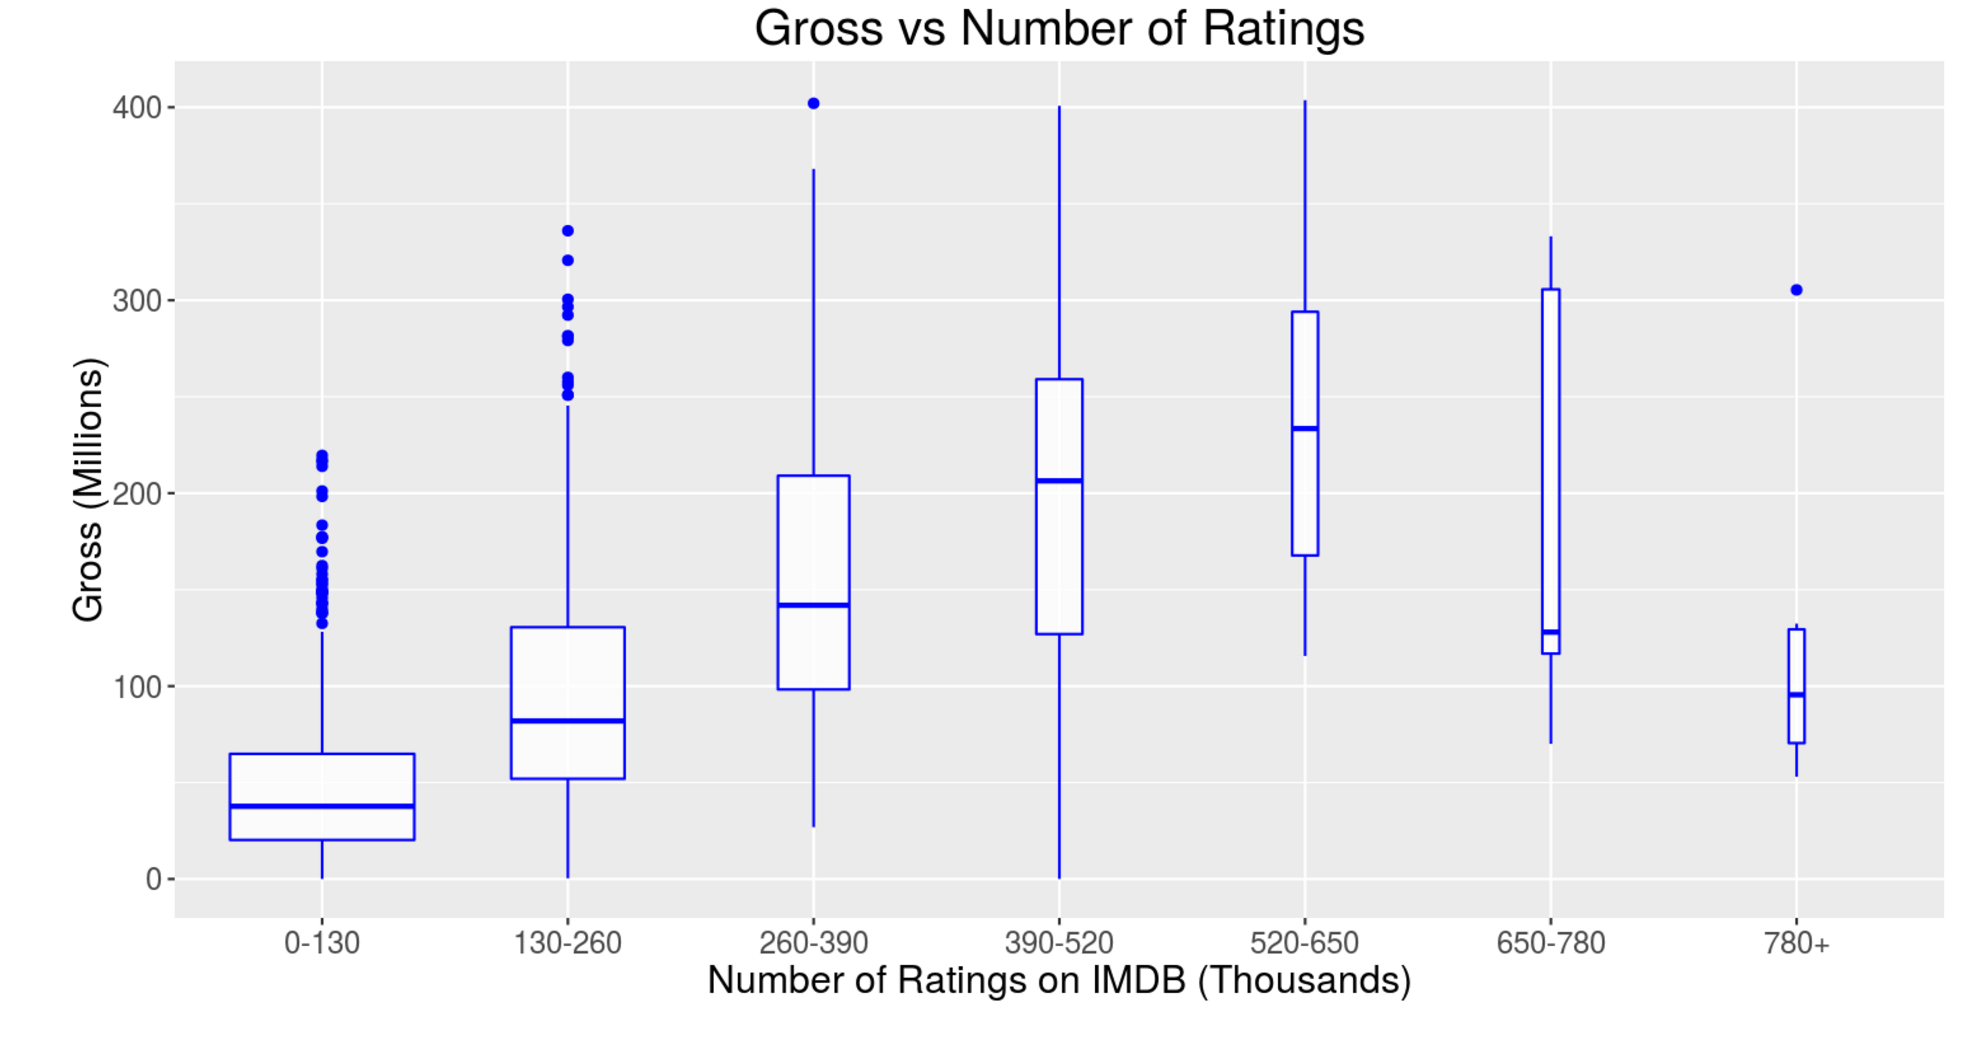 Gross vs Number of Ratings
Gross (Millions)
400
300
200
100
0
0-130 130-260 260-390 390-520 520-650 650-780 780+
Number of Ratings on IMDB (Thousands)